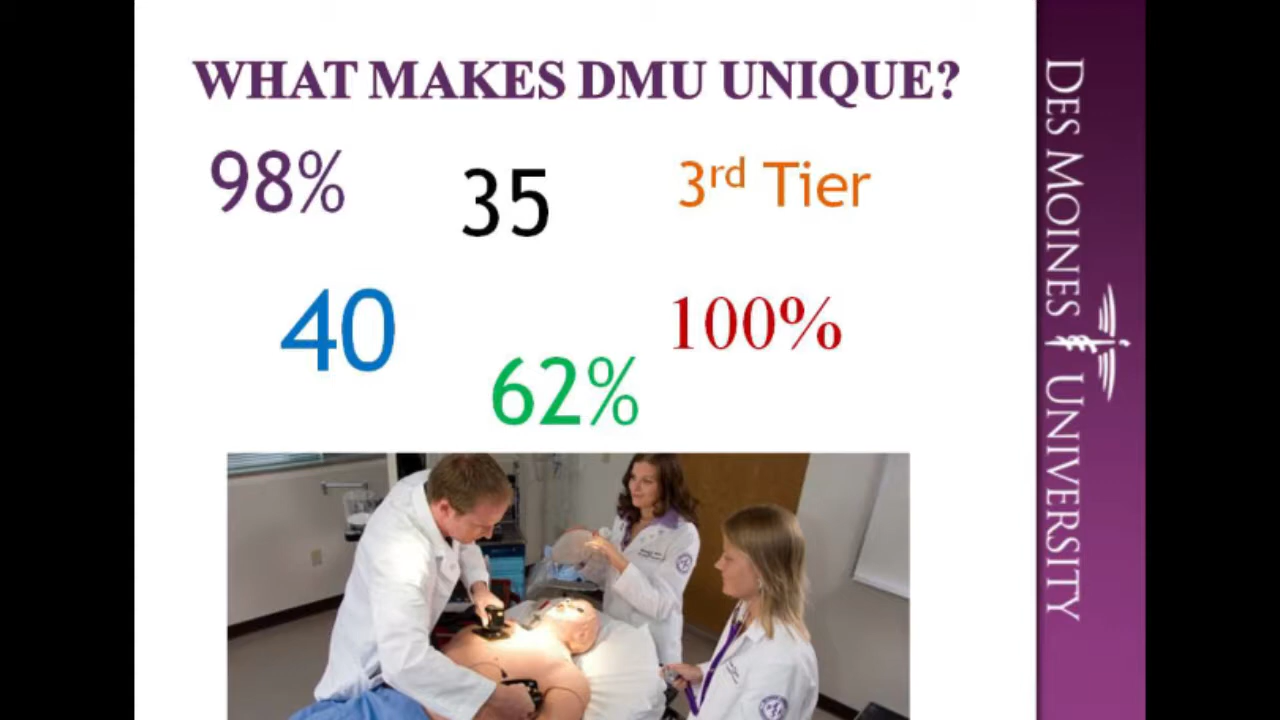 WHAT MAKES DMU UNIQUE?
98%
35
3rd Tier
40
100%
62%
DES MOINES UNIVERSITY